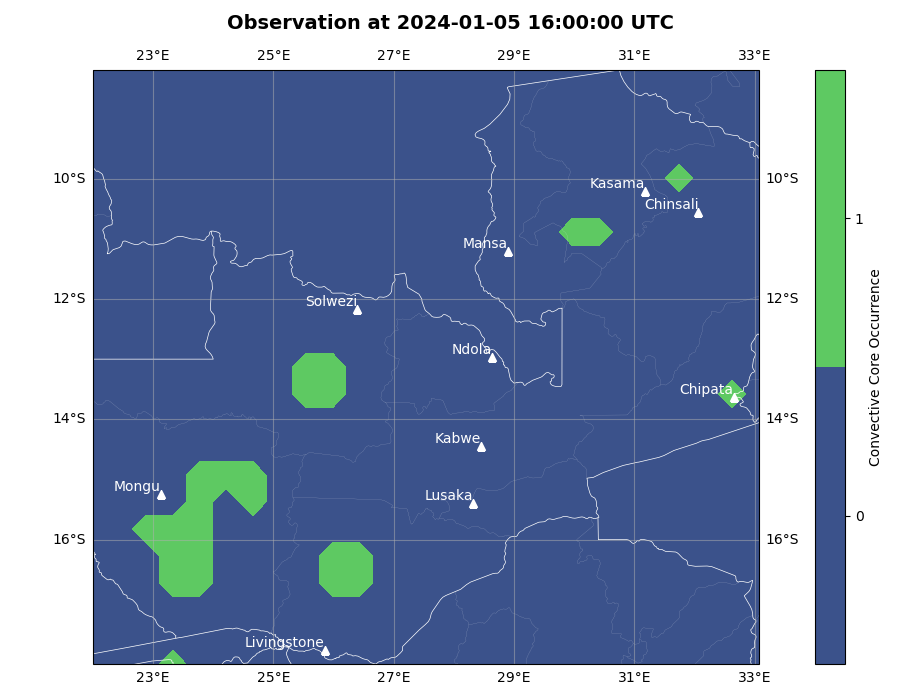 Observation at 2024-01-05 16:00:00 UTC
23°E 25°E 27°E 29°E 31°E 33°E
10°S 10°S
Kasama
Chinsali
1
Mansa
12°S 12°S
Solwezi
Ndola
Convective Core Occurrence
Chipata
14°S 14°S
Kabwe
Mongu
Lusaka
0
16°S 16°S
Livingstone
23°E 25°E 27°E 29°E 31°E 33°E